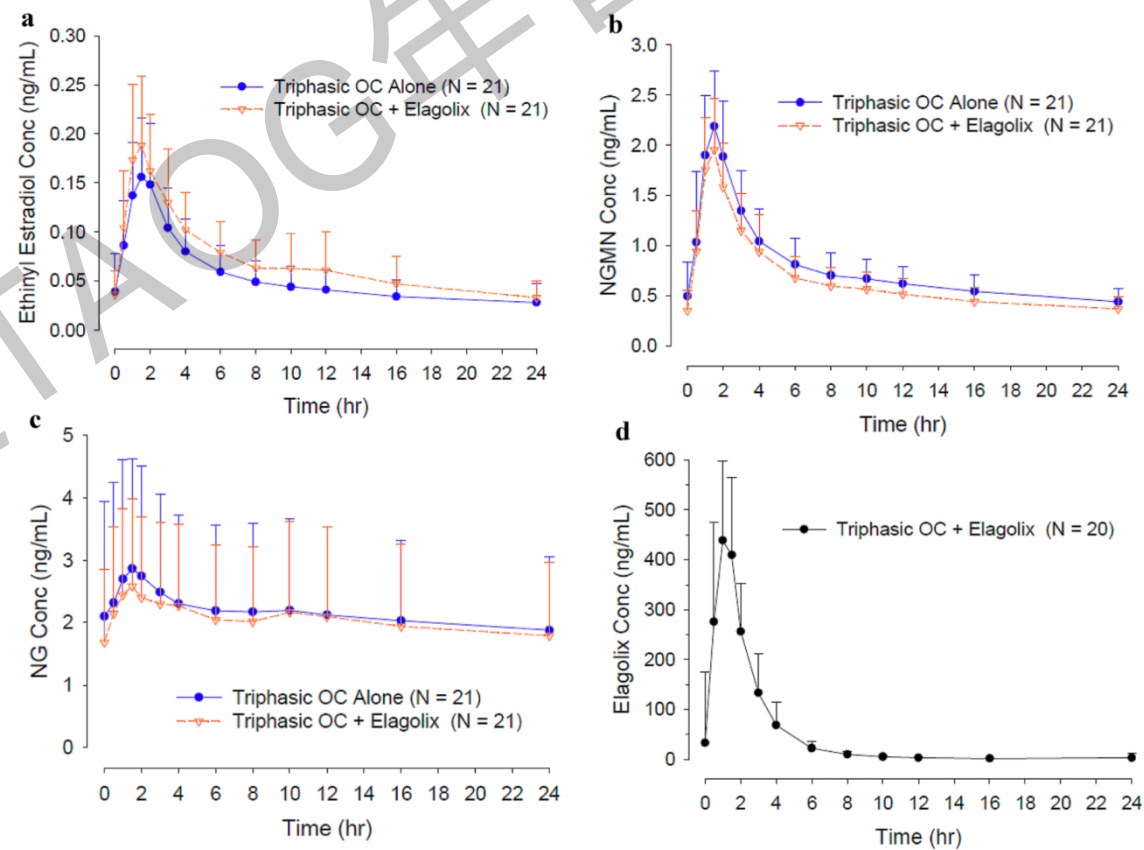 a
Ethinyl Estradiol Conc (ng/mL)
0.30
0.25
0.20
0.15
0.10
0.05
0.00
Triphasic OC Alone (N = 21)
Triphasic OC + Elagolix (N = 21)
0 2 4 6 8 10 12 14 16 18 20 22 24
Time (hr)
b
NGMN Conc (ng/mL)
3.0
2.5
2.0
1.5
1.0
0.5
0.0
Triphasic OC Alone (N = 21)
Triphasic OC + Elagolix (N = 21)
0 2 4 6 8 10 12 14 16 18 20 22 24
Time (hr)
c
NG Conc (ng/mL)
5
4
3
2
1
0
Triphasic OC Alone (N = 21)
Triphasic OC + Elagolix (N = 21)
0 2 4 6 8 10 12 14 16 18 20 22 24
Time (hr)
d
Elagolix Conc (ng/mL)
600
500
400
300
200
100
0
Triphasic OC + Elagolix (N = 20)
0 2 4 6 8 10 12 14 16 18 20 22 24
Time (hr)
TAOG年